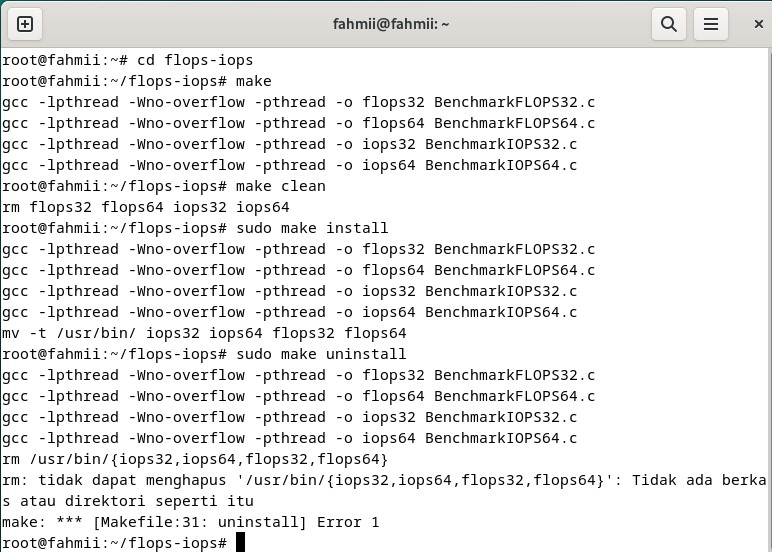 fahmii@fahmii: ~
root@fahmii:~# cd flops-iops
root@fahmii:~/flops-iops# make
gcc -lpthread -Wno-overflow -pthread -o flops32 BenchmarkFLOPS32.c
gcc -lpthread -Wno-overflow -pthread -o flops64 BenchmarkFLOPS64.c
gcc -lpthread -Wno-overflow -pthread -o iops32 BenchmarkIOPS32.c
gcc -lpthread -Wno-overflow -pthread -o iops64 BenchmarkIOPS64.c
root@fahmii:~/flops-iops# make clean
rm flops32 flops64 iops32 iops64
root@fahmii:~/flops-iops# sudo make install
gcc -lpthread -Wno-overflow -pthread -o flops32 BenchmarkFLOPS32.c
gcc -lpthread -Wno-overflow -pthread -o flops64 BenchmarkFLOPS64.c
gcc -lpthread -Wno-overflow -pthread -o iops32 BenchmarkIOPS32.c
gcc -lpthread -Wno-overflow -pthread -o iops64 BenchmarkIOPS64.c
mv -t /usr/bin/ iops32 iops64 flops32 flops64
root@fahmii:~/flops-iops# sudo make uninstall
gcc -lpthread -Wno-overflow -pthread -o flops32 BenchmarkFLOPS32.c
gcc -lpthread -Wno-overflow -pthread -o flops64 BenchmarkFLOPS64.c
gcc -lpthread -Wno-overflow -pthread -o iops32 BenchmarkIOPS32.c
gcc -lpthread -Wno-overflow -pthread -o iops64 BenchmarkIOPS64.c
rm /usr/bin/{iops32,iops64,flops32,flops64}
rm: tidak dapat menghapus '/usr/bin/{iops32,iops64,flops32,flops64}': Tidak ada berka
s atau direktori seperti itu
make: *** [Makefile:31: uninstall] Error 1
root@fahmii:~/flops-iops#